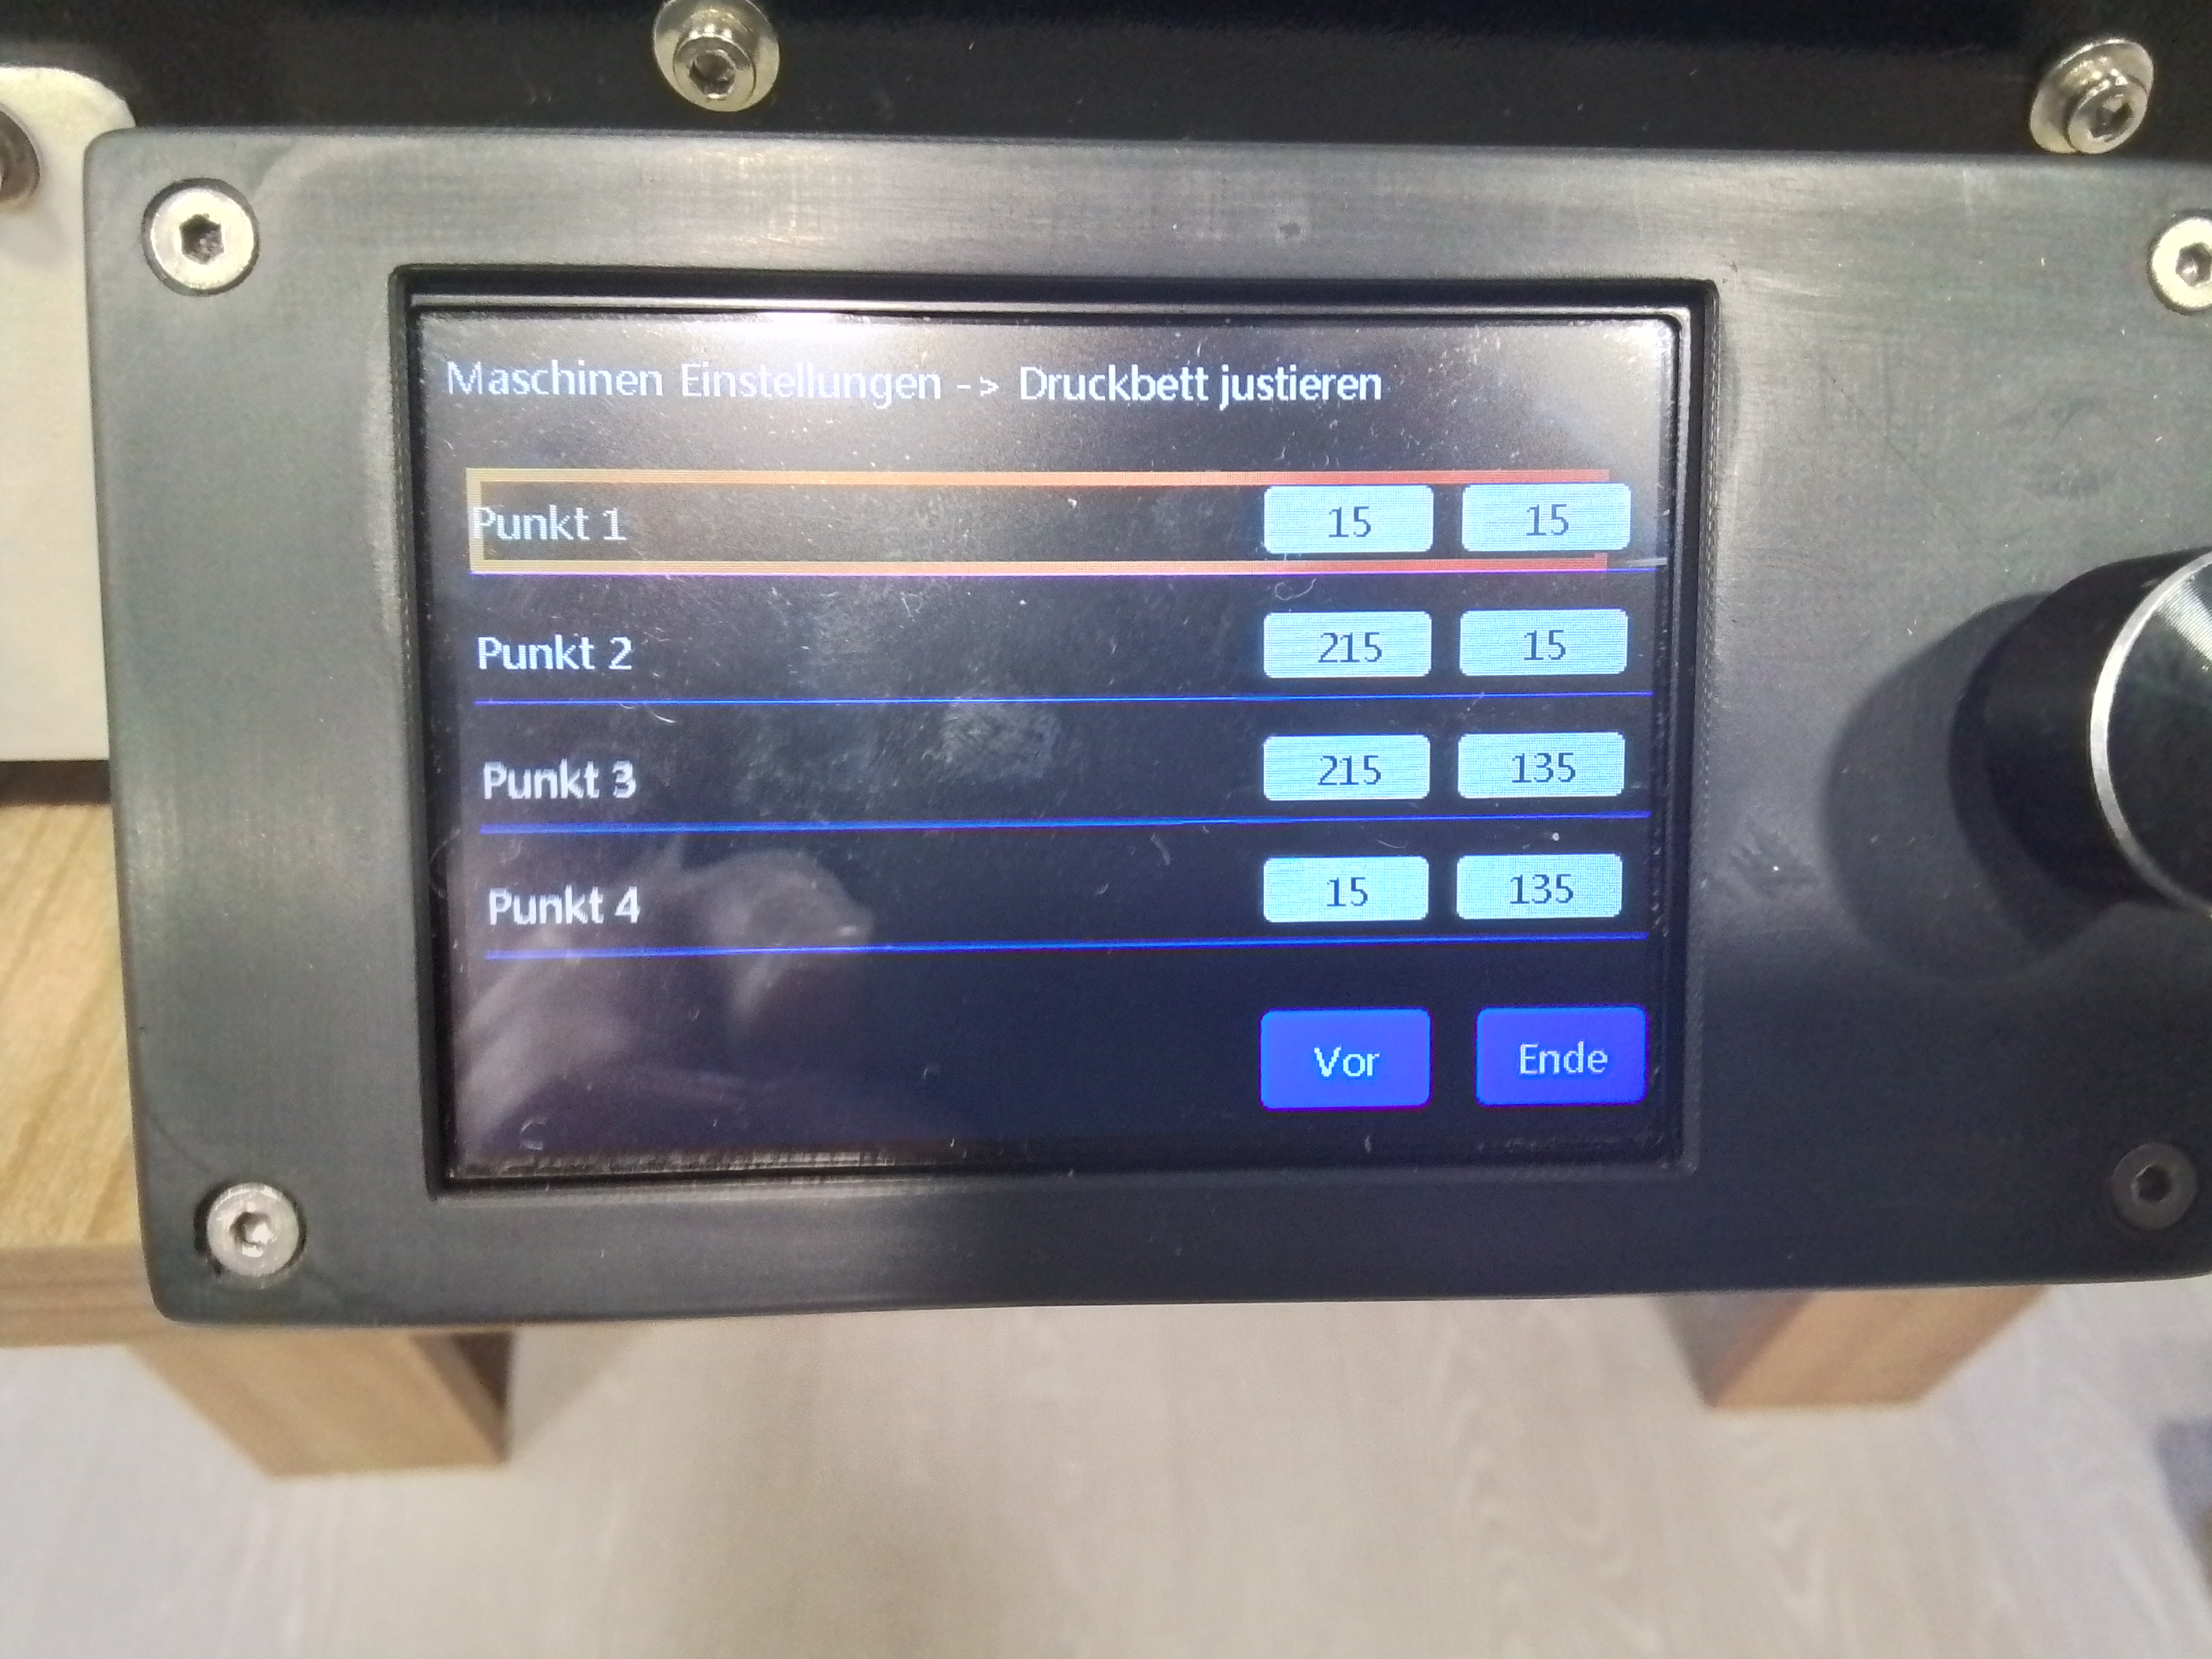 Maschinen Einstellungen -> Druckbett justieren
Punkt 1 15 15
Punkt 2 215 15
Punkt 3 215 135
Punkt 4 15 135
Vor Ende